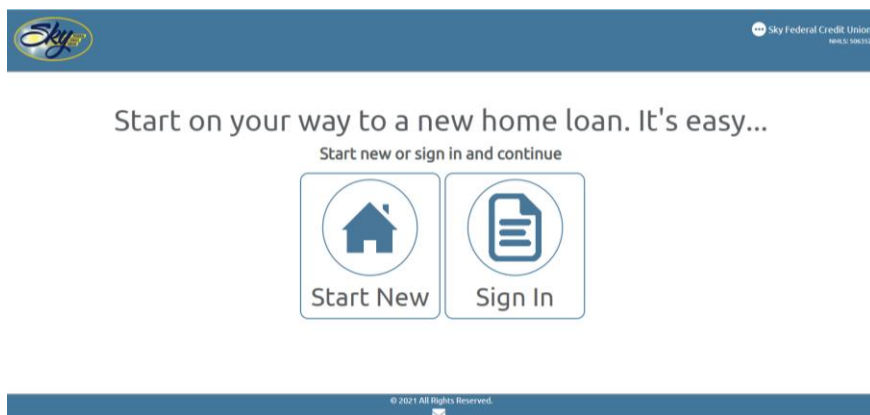 Sky
Sky Federal Credit Union
Start on your way to a new home loan. It's easy...
Start new or sign in and continue
Start New
Sign In
© 2021 All Rights Reserved.